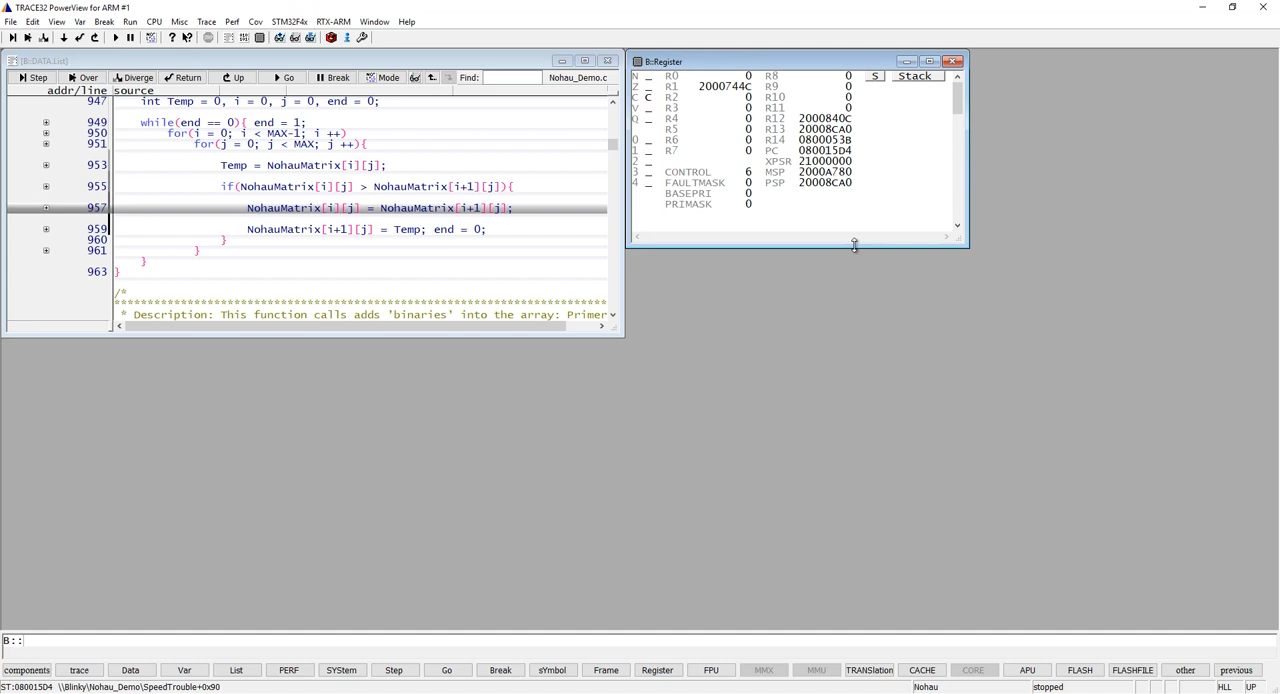 TRACE32 PowerView for ARM #1
File Edit View Var Break Run CPU Misc Trace Perf Cov STM32F4x RTX-ARM Window Help
[B::DATA.List]
Step Over Diverge Return Up Go Break Mode Find: Nohau_Demo.c
addr/line source
947 int Temp = 0, i = 0, j = 0, end = 0;
949 while(end == 0){ end = 1;
950 for(i = 0; i < MAX-1; i ++)
951 for(j = 0; j < MAX; j ++){
953 Temp = NohauMatrix[i][j];
955 if(NohauMatrix[i][j] > NohauMatrix[i+1][j]){
957 NohauMatrix[i][j] = NohauMatrix[i+1][j];
959 NohauMatrix[i+1][j] = Temp; end = 0;
960 }
961 }
}
963 }
/*
**************************************************************************
* Description: This function calls adds 'binaries' into the array: Primer
B::Register
N _ R0 0 R8 0 S Stack
Z _ R1 2000744C R9 0
C C R2 0 R10 0
V _ R3 0 R11 0
Q _ R4 0 R12 2000840C
R5 0 R13 20008CA0
0 _ R6 0 R14 0800053B
1 _ R7 0 PC 080015D4
2 _ XPSR 21000000
3 _ CONTROL 6 MSP 2000A780
4 _ FAULTMASK 0 PSP 20008CA0
BASEPRI 0
PRIMASK 0
B::
components trace Data Var List PERF SYStem Step Go Break sYmbol Frame Register FPU MMX MMU TRANSlation CACHE CORE APU FLASH FLASHFILE other previous
ST:080015D4 \\Blinky\Nohau_Demo\SpeedTrouble+0x90 Nohau stopped HLL UP